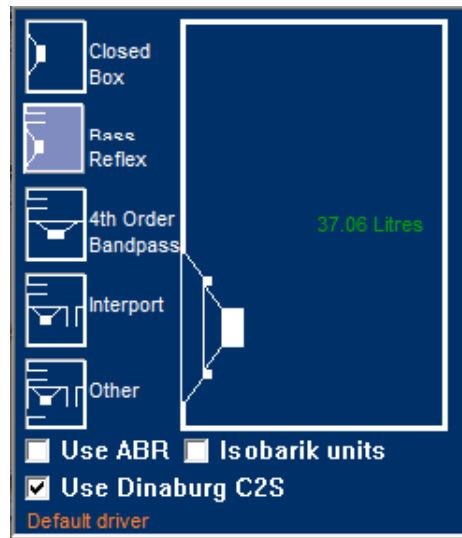 Closed
Box
Bass
Reflex
4th Order
Bandpass
37.06 Litres
Interport
Other
Use ABR Isobarik units
Use Dinaburg C2S
Default driver